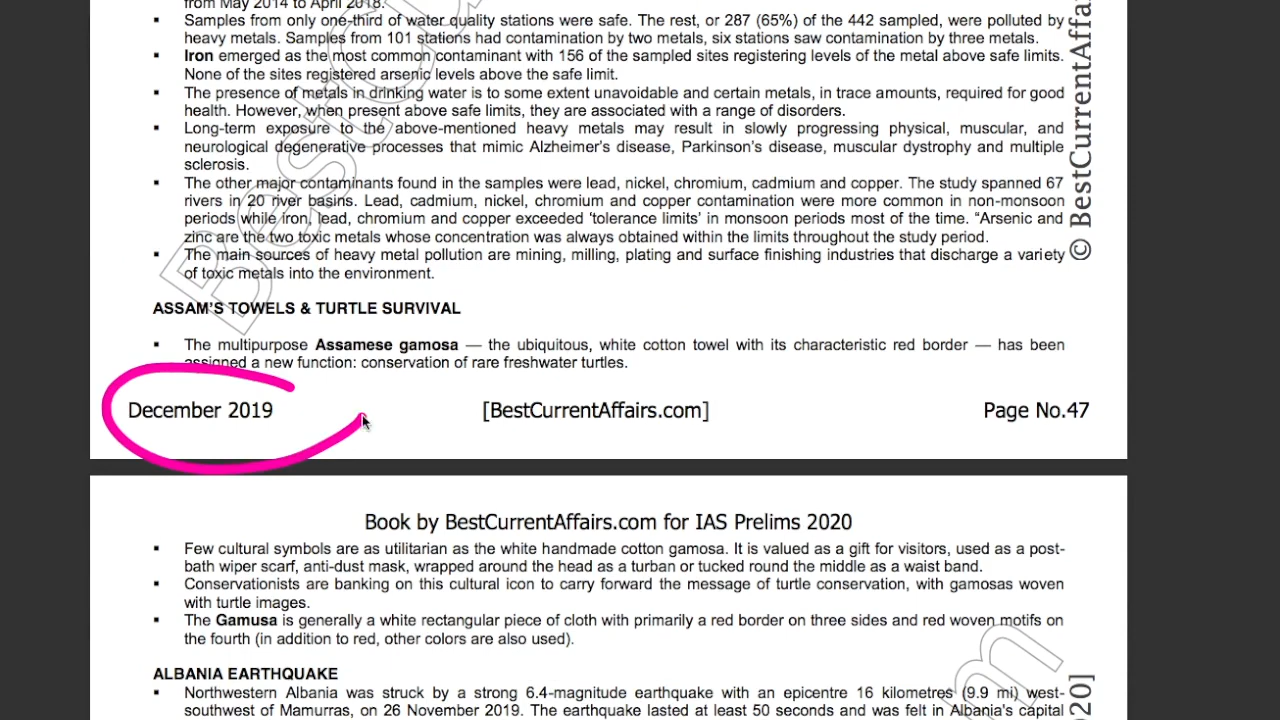 from May 2014 to April 2018.
▪ Samples from only one-third of water quality stations were safe. The rest, or 287 (65%) of the 442 sampled, were polluted by
heavy metals. Samples from 101 stations had contamination by two metals, six stations saw contamination by three metals.
▪ Iron emerged as the most common contaminant with 156 of the sampled sites registering levels of the metal above safe limits.
None of the sites registered arsenic levels above the safe limit.
▪ The presence of metals in drinking water is to some extent unavoidable and certain metals, in trace amounts, required for good
health. However, when present above safe limits, they are associated with a range of disorders.
▪ Long-term exposure to the above-mentioned heavy metals may result in slowly progressing physical, muscular, and
neurological degenerative processes that mimic Alzheimer's disease, Parkinson's disease, muscular dystrophy and multiple
sclerosis.
▪ The other major contaminants found in the samples were lead, nickel, chromium, cadmium and copper. The study spanned 67
rivers in 20 river basins. Lead, cadmium, nickel, chromium and copper contamination were more common in non-monsoon
periods while iron, lead, chromium and copper exceeded 'tolerance limits' in monsoon periods most of the time. "Arsenic and
zinc are the two toxic metals whose concentration was always obtained within the limits throughout the study period.
▪ The main sources of heavy metal pollution are mining, milling, plating and surface finishing industries that discharge a variety
of toxic metals into the environment.
ASSAM'S TOWELS & TURTLE SURVIVAL
▪ The multipurpose Assamese gamosa — the ubiquitous, white cotton towel with its characteristic red border — has been
assigned a new function: conservation of rare freshwater turtles.
December 2019 [BestCurrentAffairs.com] Page No.47
© BestCurrentAffai
Book by BestCurrentAffairs.com for IAS Prelims 2020
▪ Few cultural symbols are as utilitarian as the white handmade cotton gamosa. It is valued as a gift for visitors, used as a post-
bath wiper scarf, anti-dust mask, wrapped around the head as a turban or tucked round the middle as a waist band.
▪ Conservationists are banking on this cultural icon to carry forward the message of turtle conservation, with gamosas woven
with turtle images.
▪ The Gamusa is generally a white rectangular piece of cloth with primarily a red border on three sides and red woven motifs on
the fourth (in addition to red, other colors are also used).
ALBANIA EARTHQUAKE
▪ Northwestern Albania was struck by a strong 6.4-magnitude earthquake with an epicentre 16 kilometres (9.9 mi) west-
southwest of Mamurras, on 26 November 2019. The earthquake lasted at least 50 seconds and was felt in Albania's capital
020]